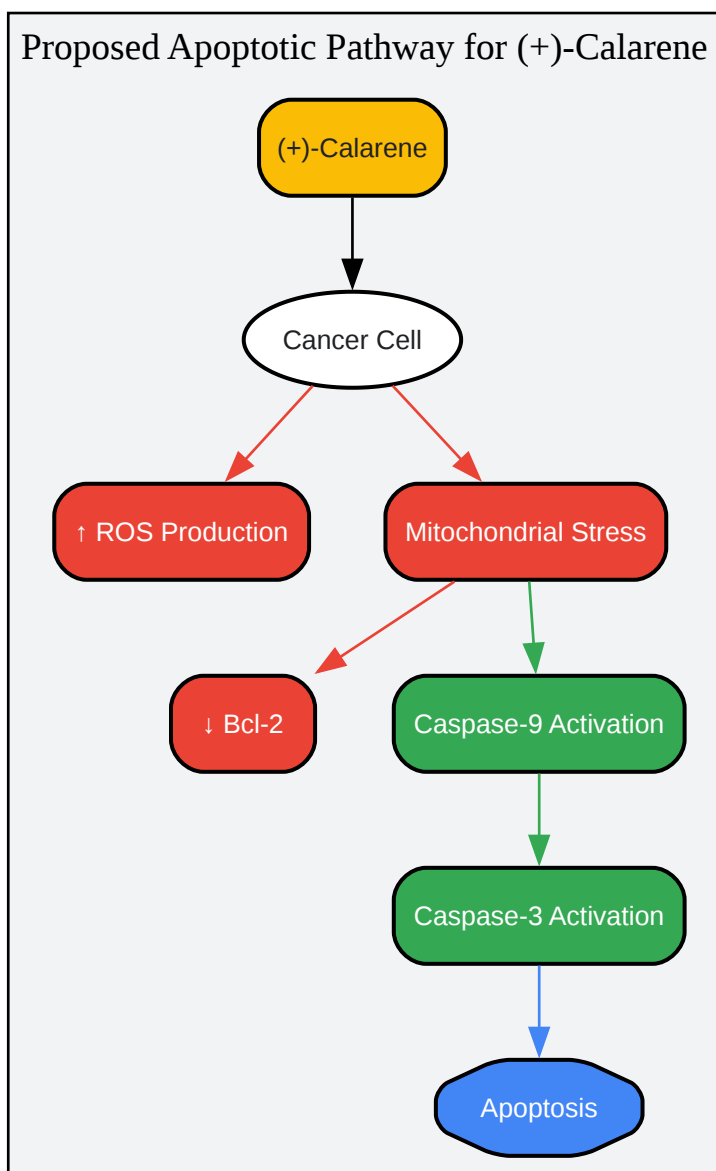 Proposed Apoptotic Pathway for (+)-Calarene
(+)-Calarene
Cancer Cell
↑ ROS Production
Mitochondrial Stress
↓ Bcl-2
Caspase-9 Activation
Caspase-3 Activation
Apoptosis